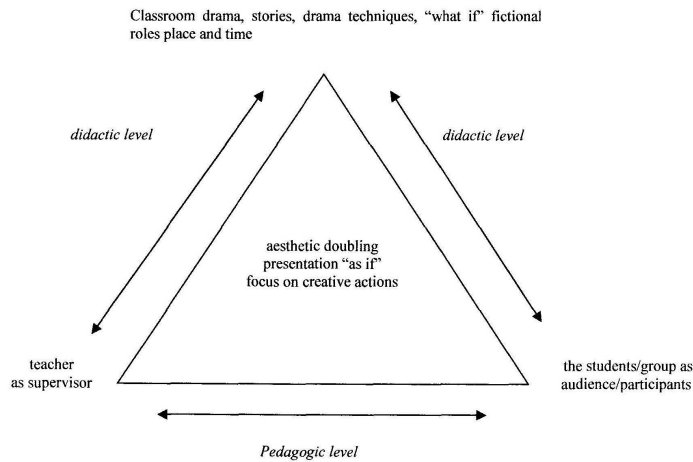 Classroom drama, stories, drama techniques, “what if” fictional
roles place and time
didactic level
didactic level
aesthetic doubling
presentation “as if”
focus on creative actions
teacher
as supervisor
the students/group as
audience/participants
Pedagogic level